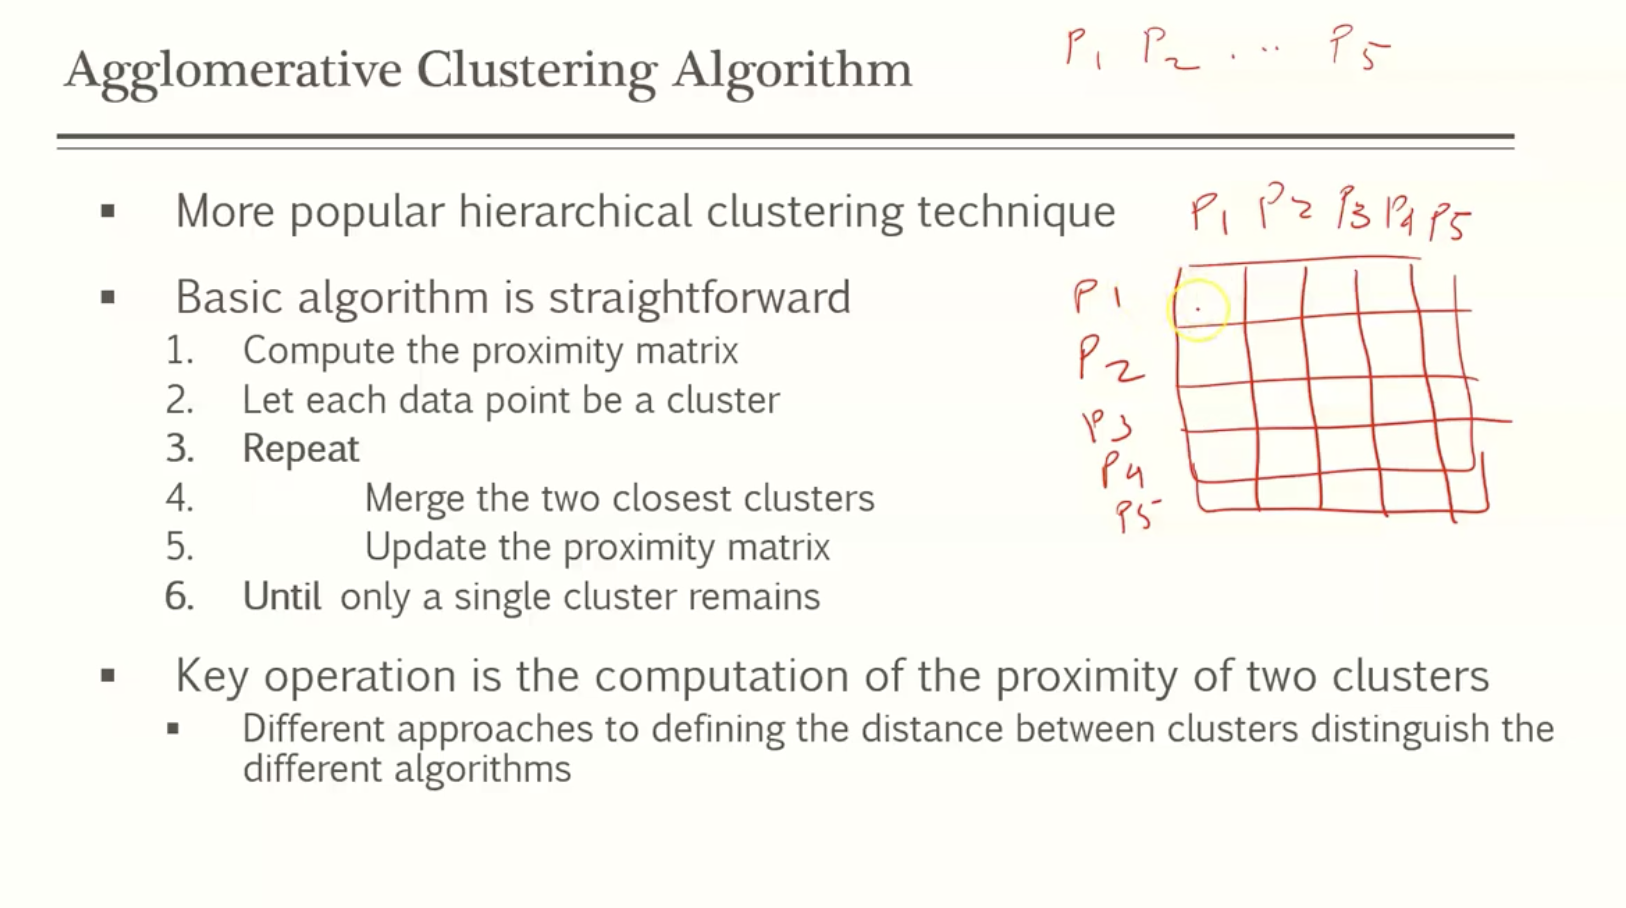 P1 P2 . .. P5
Agglomerative Clustering Algorithm
▪ More popular hierarchical clustering technique
P1 P2 P3 P4 P5
▪ Basic algorithm is straightforward
P1
1. Compute the proximity matrix
P2
2. Let each data point be a cluster
P3
3. Repeat
P4
4. Merge the two closest clusters
P5
5. Update the proximity matrix
6. Until only a single cluster remains
▪ Key operation is the computation of the proximity of two clusters
▪ Different approaches to defining the distance between clusters distinguish the
different algorithms